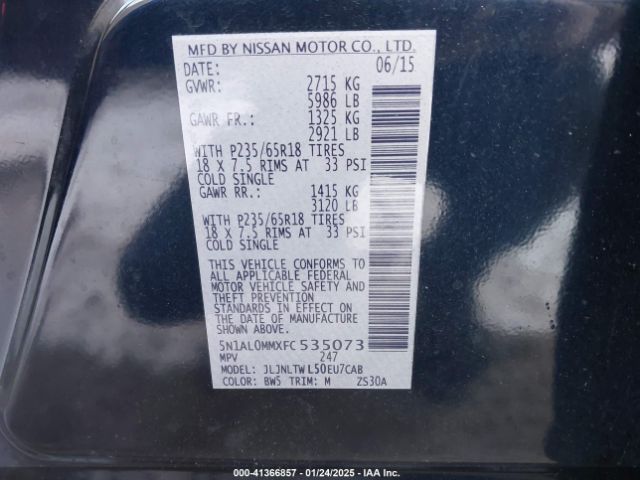 MFD BY NISSAN MOTOR CO., LTD.
DATE: 06/15
GVWR: 2715 KG
5986 LB
GAWR FR.: 1325 KG
2921 LB
WITH P235/65R18 TIRES
18 X 7.5 RIMS AT 33 PSI
COLD SINGLE
GAWR RR.: 1415 KG
3120 LB
WITH P235/65R18 TIRES
18 X 7.5 RIMS AT 33 PSI
COLD SINGLE
THIS VEHICLE CONFORMS TO
ALL APPLICABLE FEDERAL
MOTOR VEHICLE SAFETY AND
THEFT PREVENTION
STANDARDS IN EFFECT ON THE
DATE OF MANUFACTURE
SHOWN ABOVE.
5N1AL0MMXFC535073
MPV 247
MODEL: JLJNLTWL50EU7CAB
COLOR: BW5 TRIM: M ZS30A
00-41366857 - 01/24/2025 - IAA Inc.